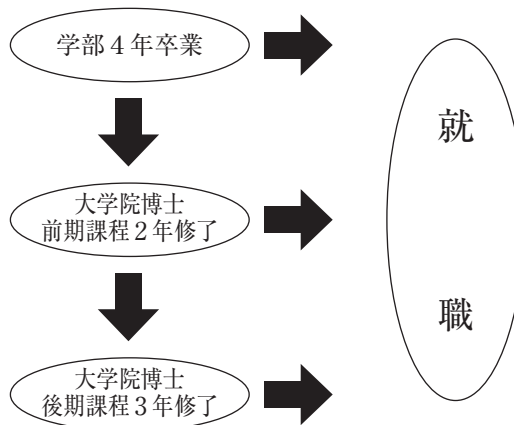 学部４年卒業
大学院博士
前期課程２年修了
大学院博士
後期課程３年修了
就
職